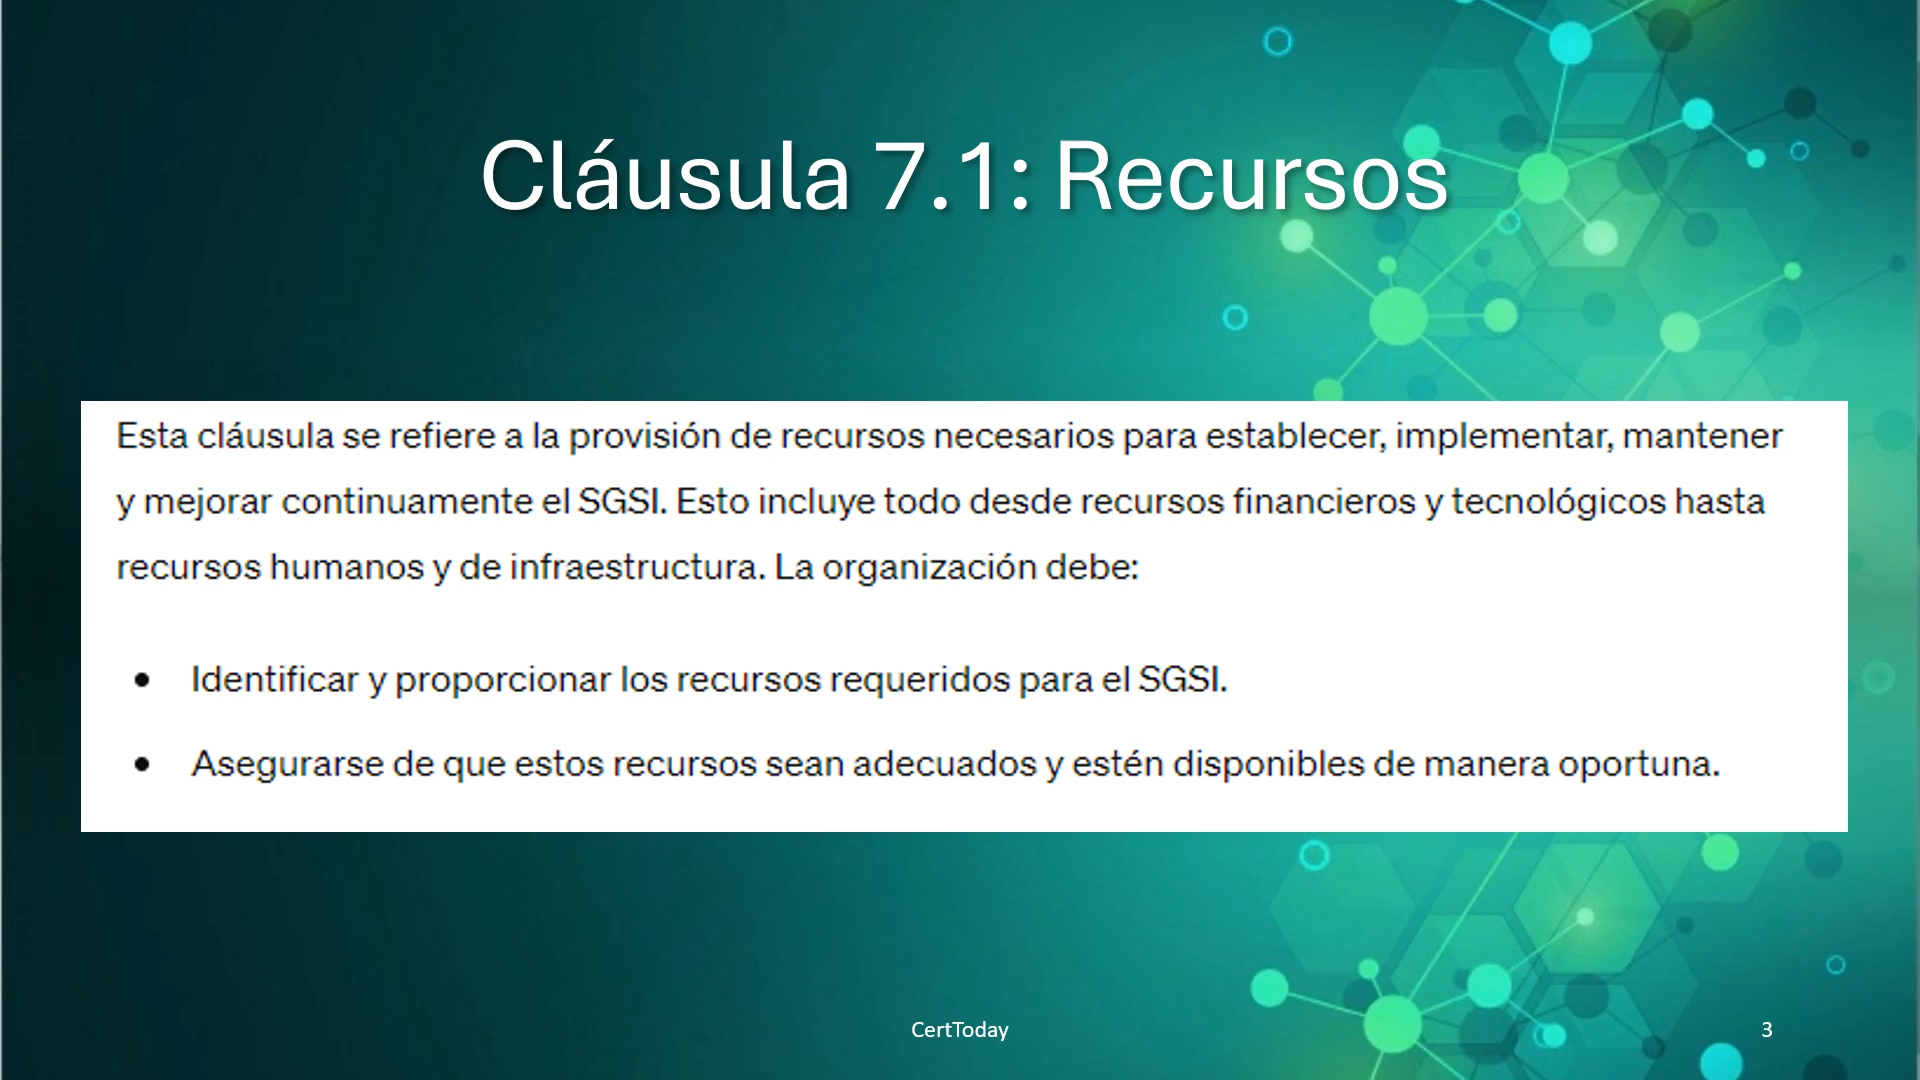 Cláusula 7.1: Recursos
Esta cláusula se refiere a la provisión de recursos necesarios para establecer, implementar, mantener
y mejorar continuamente el SGSI. Esto incluye todo desde recursos financieros y tecnológicos hasta
recursos humanos y de infraestructura. La organización debe:
• Identificar y proporcionar los recursos requeridos para el SGSI.
• Asegurarse de que estos recursos sean adecuados y estén disponibles de manera oportuna.
CertToday
3